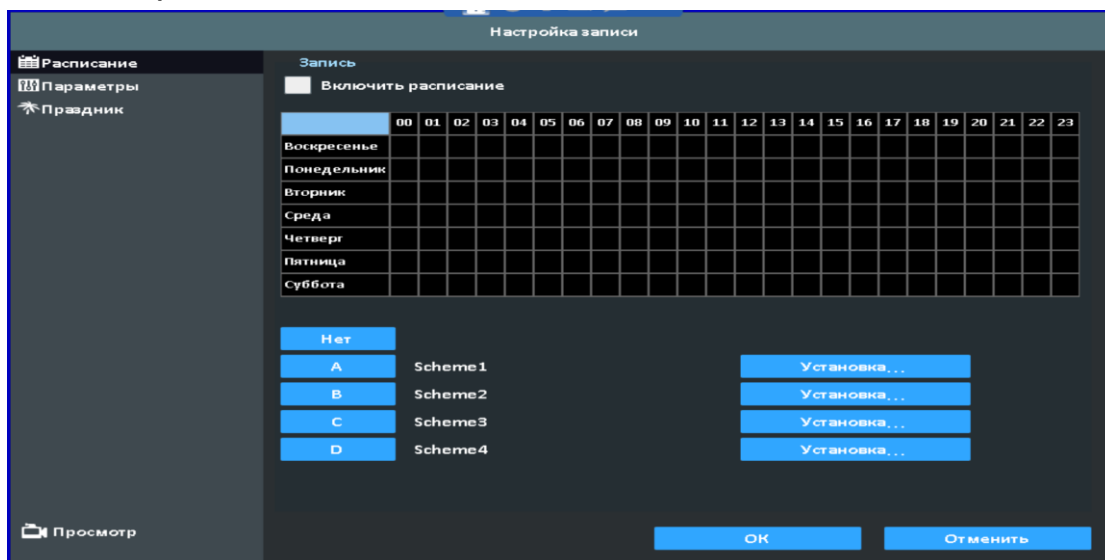 Настройка записи
Расписание
Параметры
Праздник
Просмотр
Запись
Включить расписание
00 01 02 03 04 05 06 07 08 09 10 11 12 13 14 15 16 17 18 19 20 21 22 23
Воскресенье
Понедельник
Вторник
Среда
Четверг
Пятница
Суббота
Нет
A Scheme1 Установка...
B Scheme2 Установка...
C Scheme3 Установка...
D Scheme4 Установка...
OK Отменить